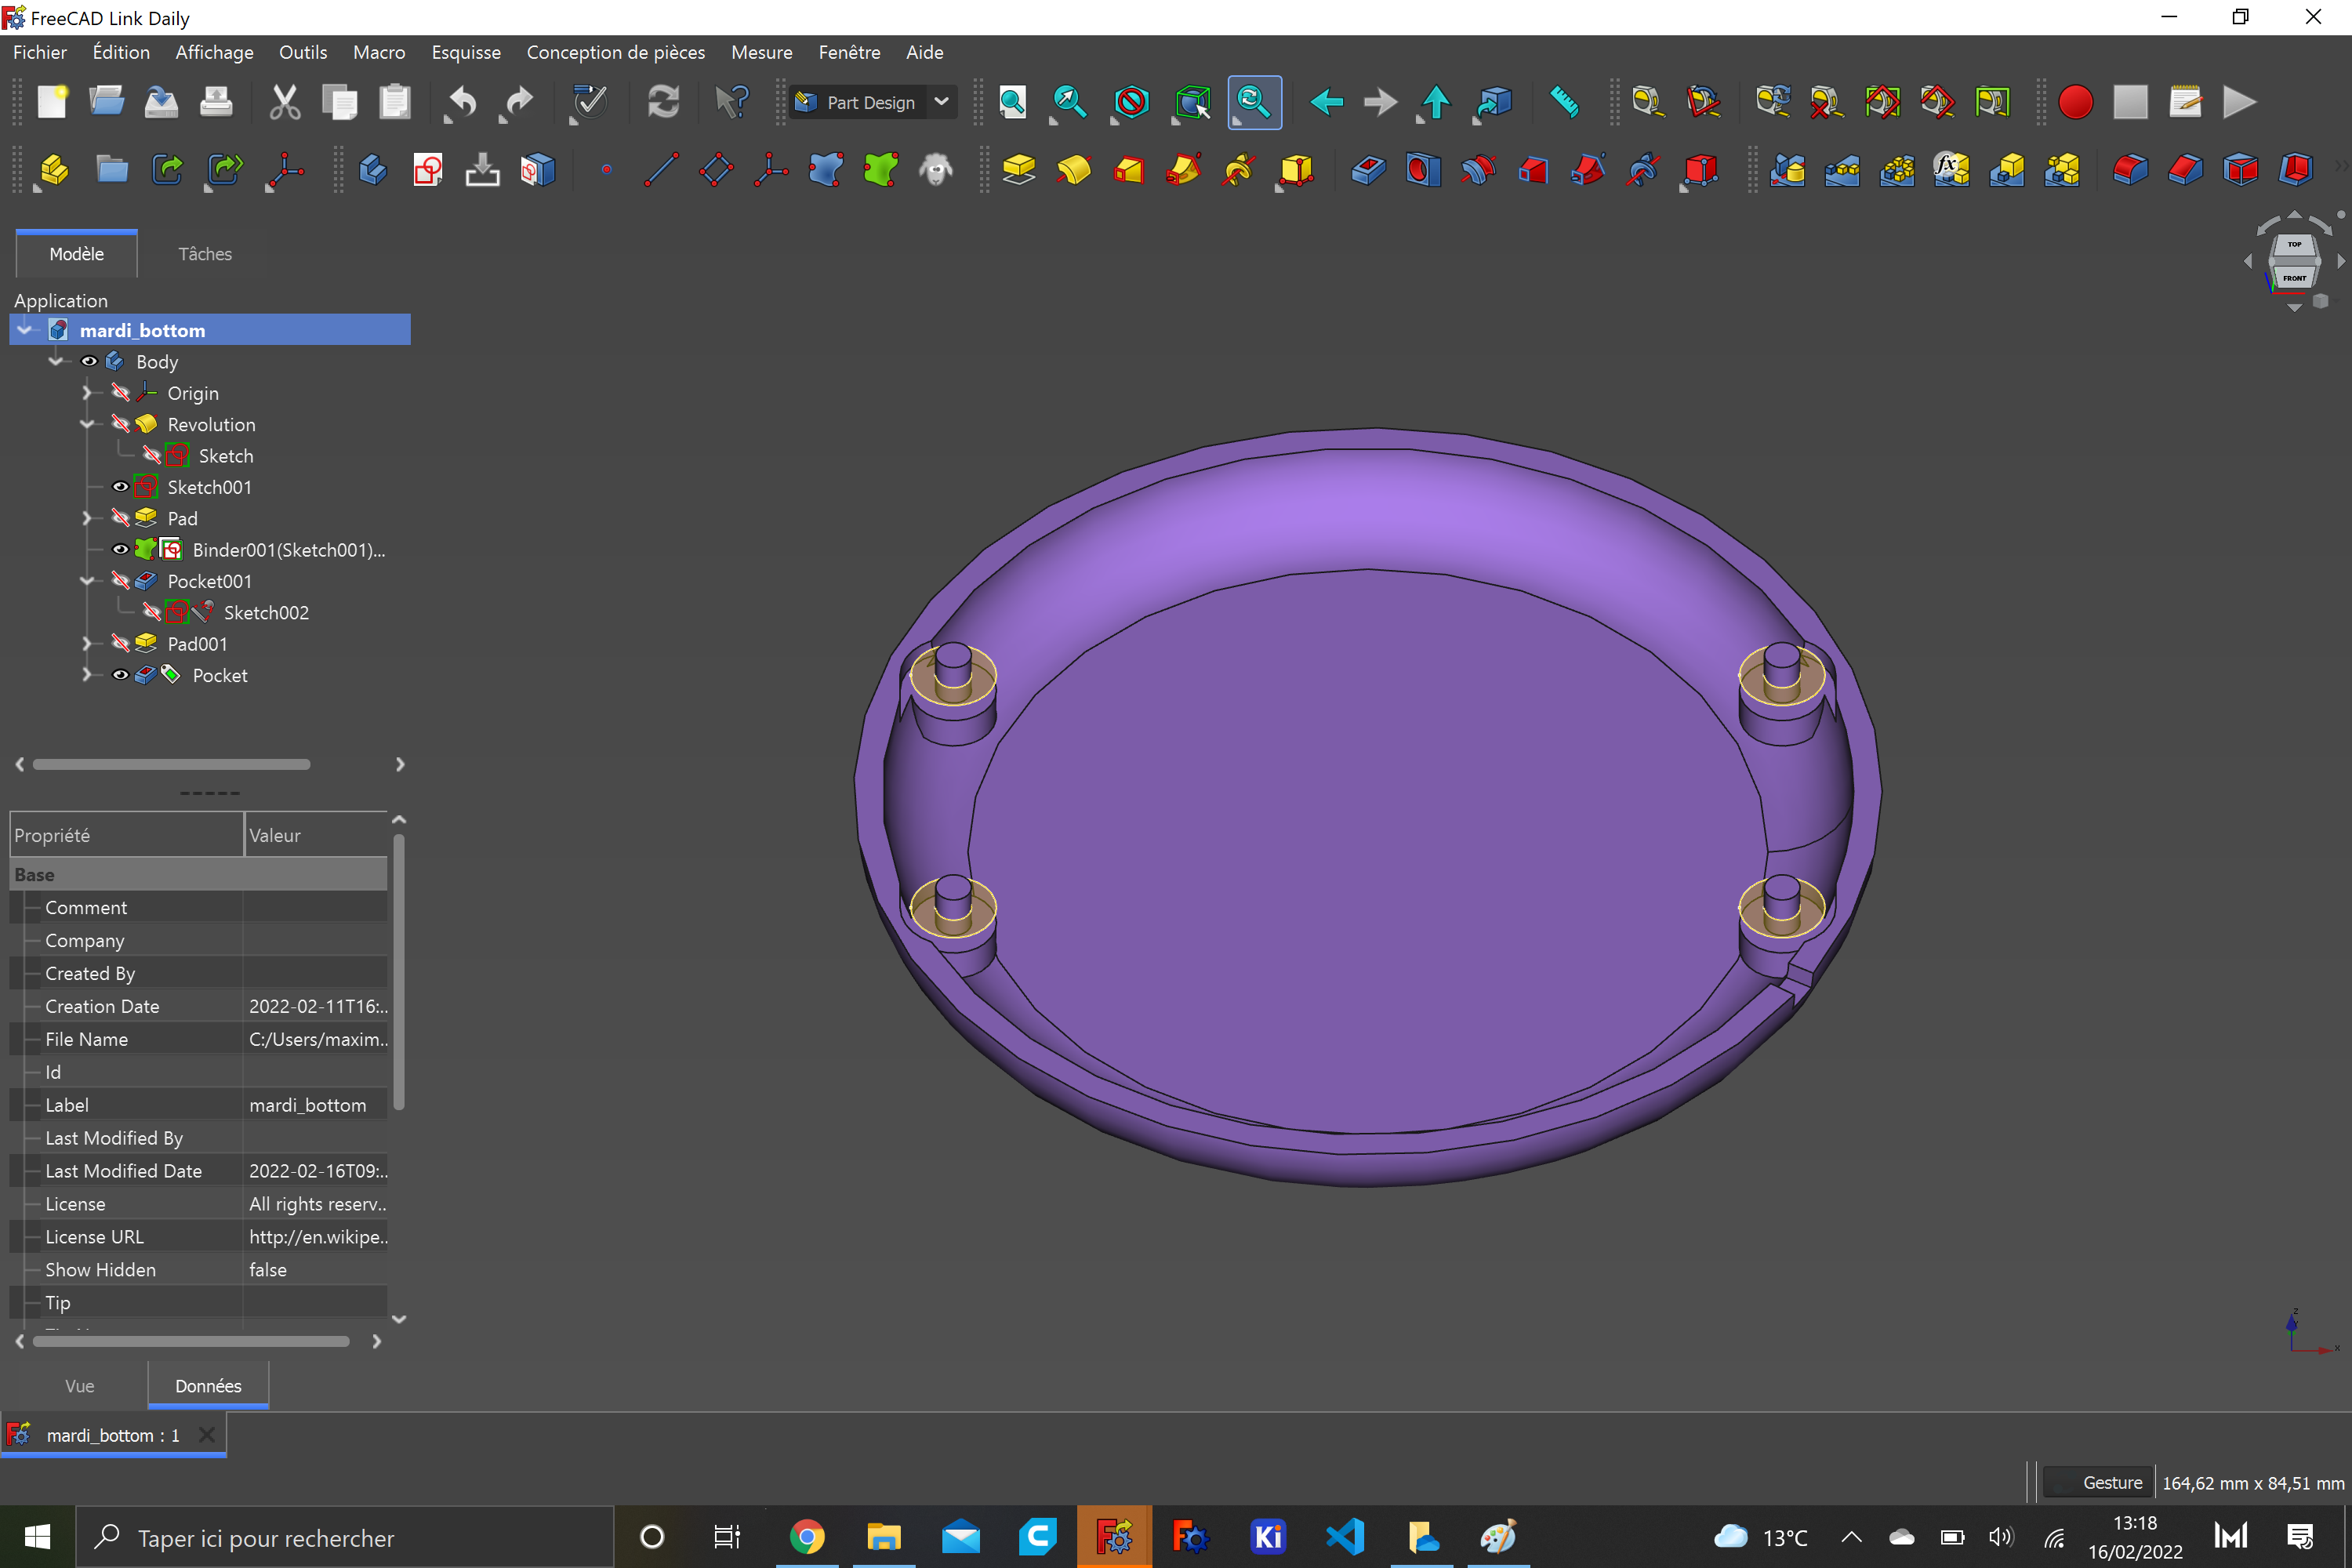 FreeCAD Link Daily
Fichier Édition Affichage Outils Macro Esquisse Conception de pièces Mesure Fenêtre Aide
Part Design
Modèle Tâches
TOP
FRONT
Application
mardi_bottom
Body
Origin
Revolution
Sketch
Sketch001
Pad
Binder001(Sketch001)...
Pocket001
Sketch002
Pad001
Pocket
Propriété Valeur
Base
Comment
Company
Created By
Creation Date 2022-02-11T16:...
File Name C:/Users/maxim...
Id
Label mardi_bottom
Last Modified By
Last Modified Date 2022-02-16T09:...
License All rights reserv...
License URL http://en.wikipe...
Show Hidden false
Tip
z
x
Vue Données
mardi_bottom : 1
Gesture 164,62 mm x 84,51 mm
Taper ici pour rechercher
Ki
13°C
13:18
16/02/2022